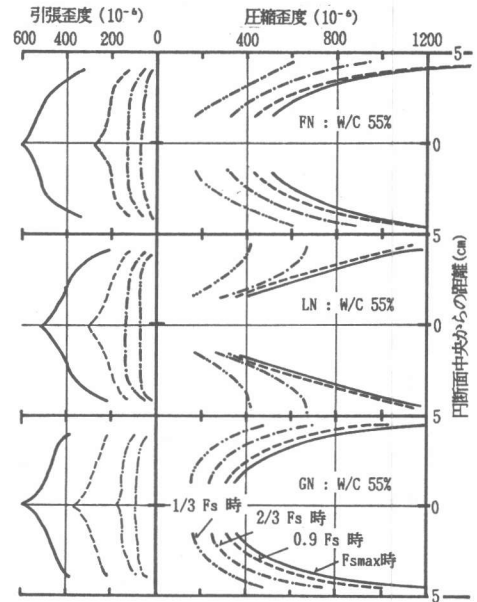 引張歪度 (10⁻⁶) 圧縮歪度 (10⁻⁶)
600 400 200 0 400 800 1200
5
FN : W/C 55%
0
5
LN : W/C 55%
0
5
GN : W/C 55%
0
1/3 Fs 時
2/3 Fs 時
0.9 Fs 時
Fsmax時
5
円断面中央からの距離(cm)